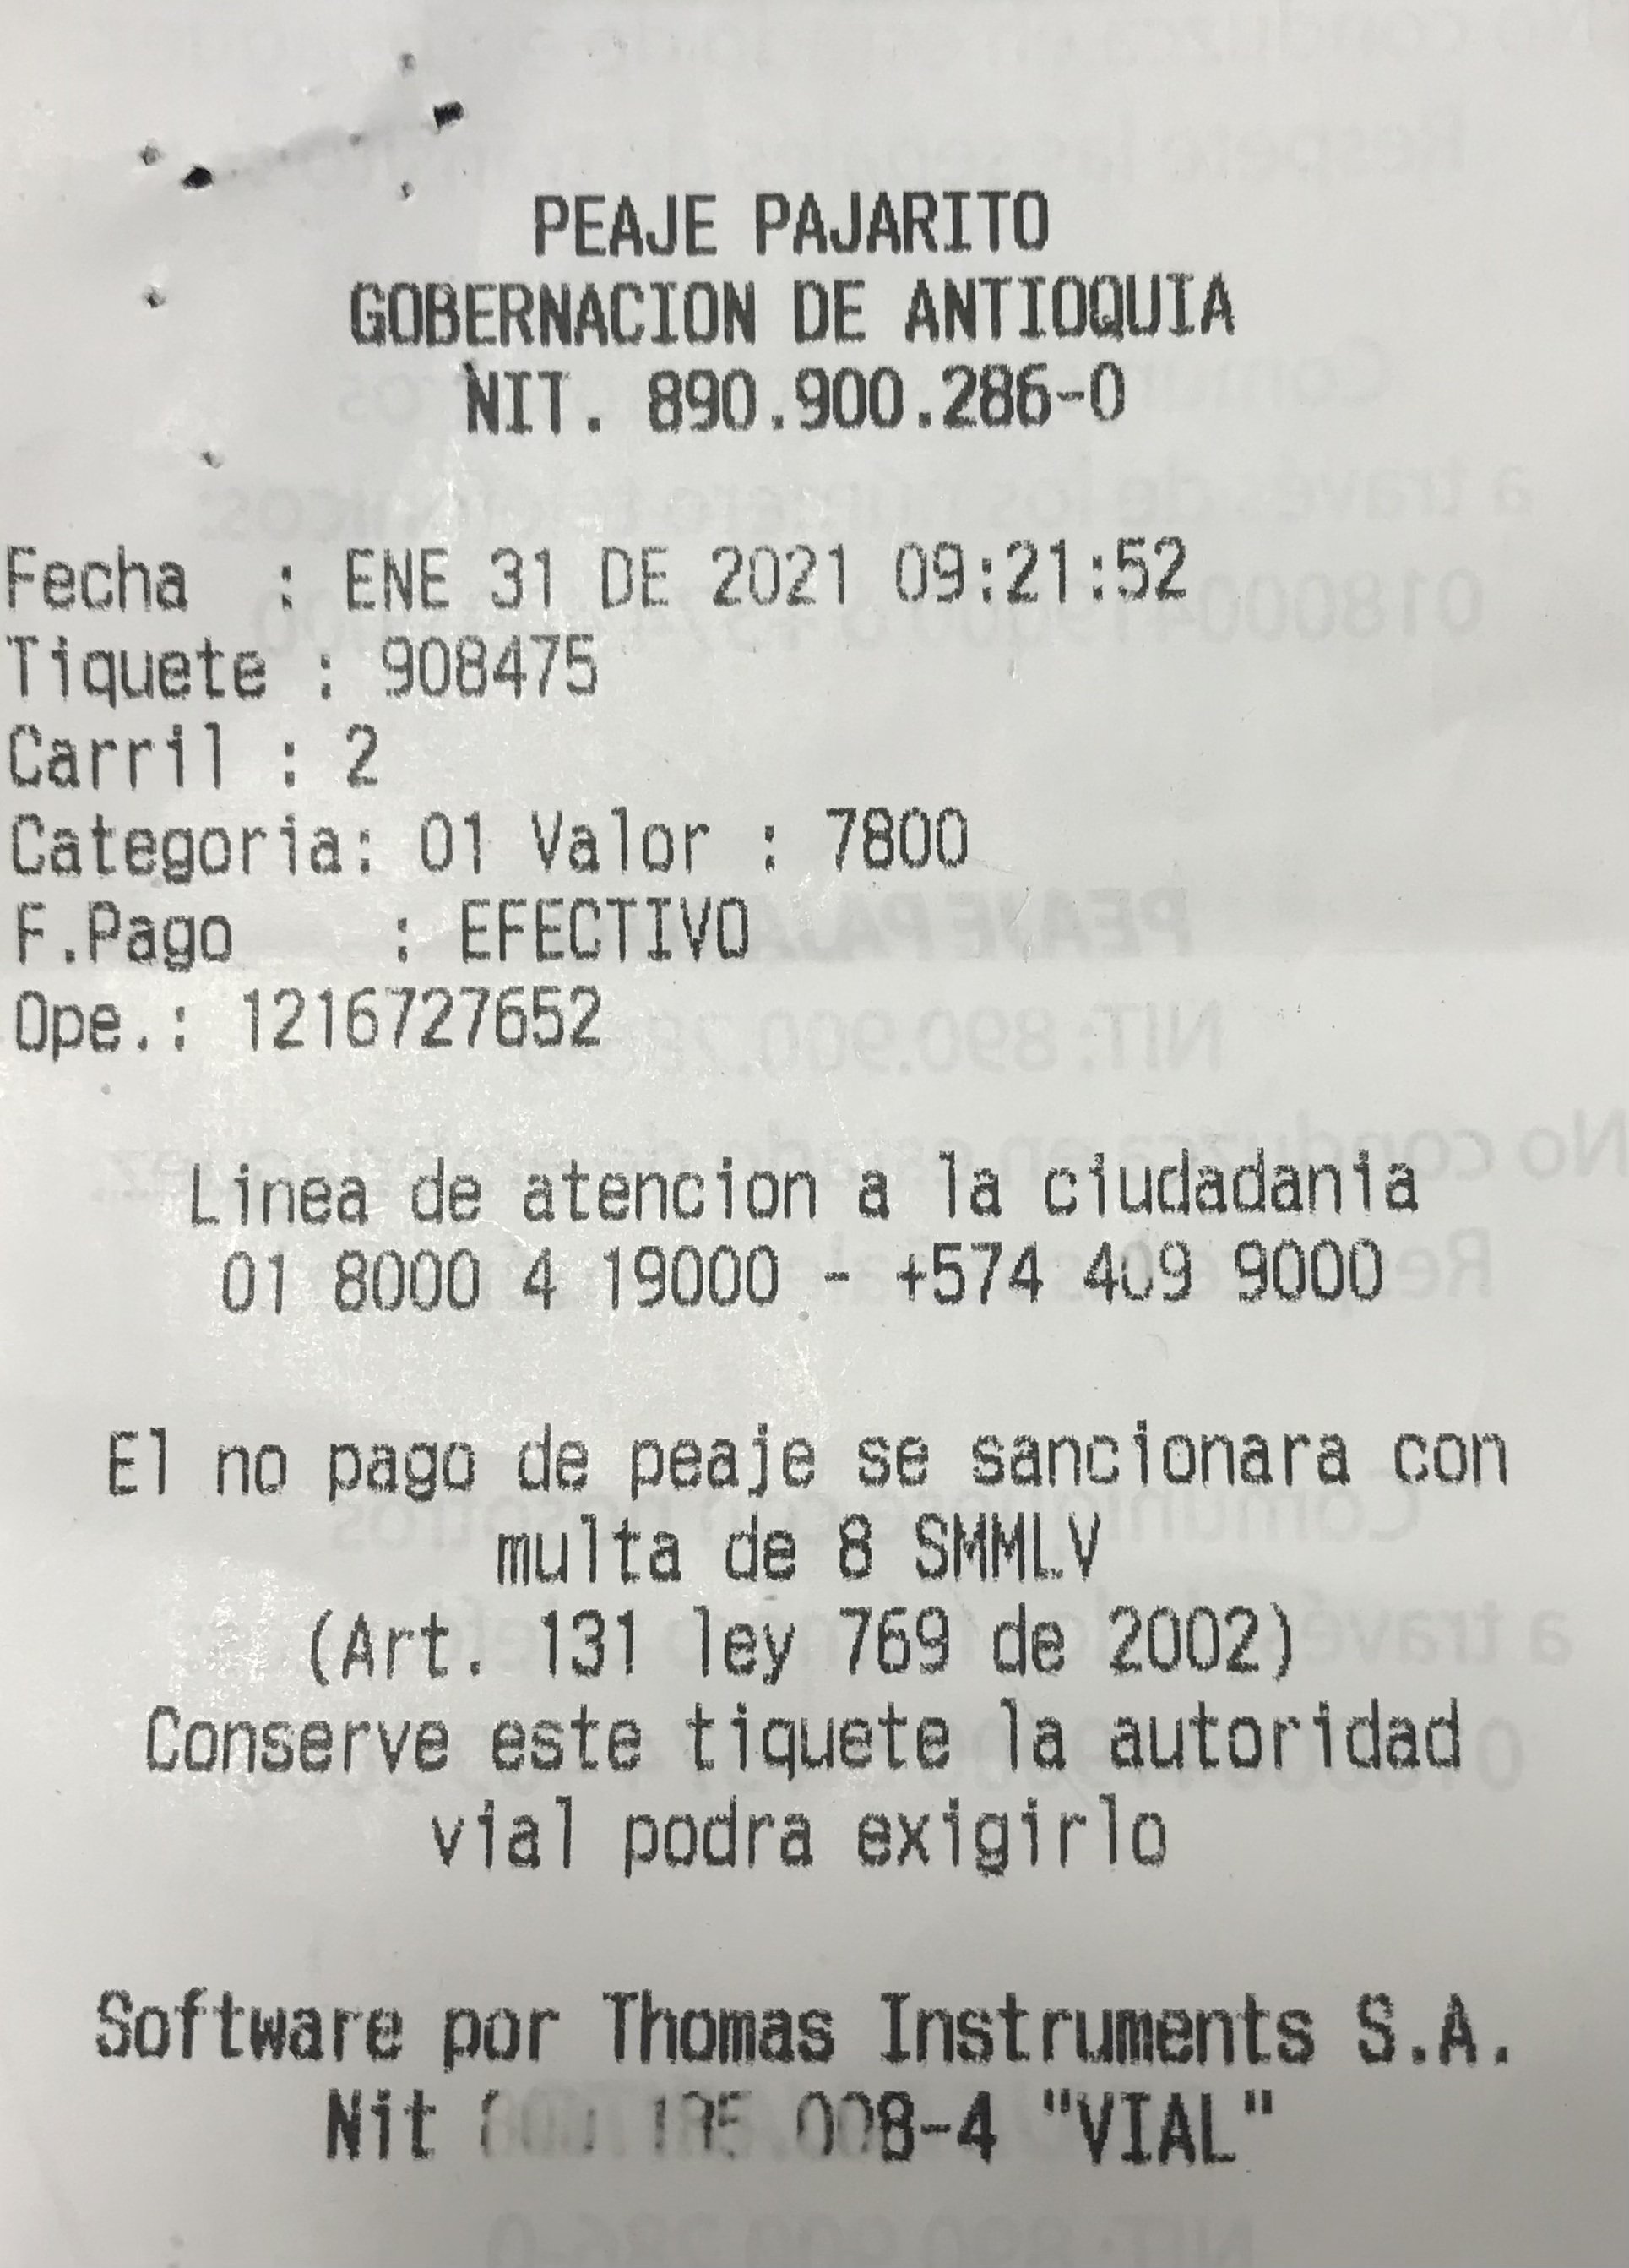 PEAJE PAJARITO
GOBERNACION DE ANTIOQUIA
NIT. 890.900.286-0
Fecha : ENE 31 DE 2021 09:21:52
Tiquete : 908475
Carril : 2
Categoria: 01 Valor : 7800
F.Pago : EFECTIVO
Ope.: 1216727652
Linea de atencion a la ciudadania
01 8000 4 19000 - +574 409 9000
El no pago de peaje se sancionara con
multa de 8 SMMLV
(Art. 131 ley 769 de 2002)
Conserve este tiquete la autoridad
vial podra exigirlo
Software por Thomas Instruments S.A.
Nit "VIAL"